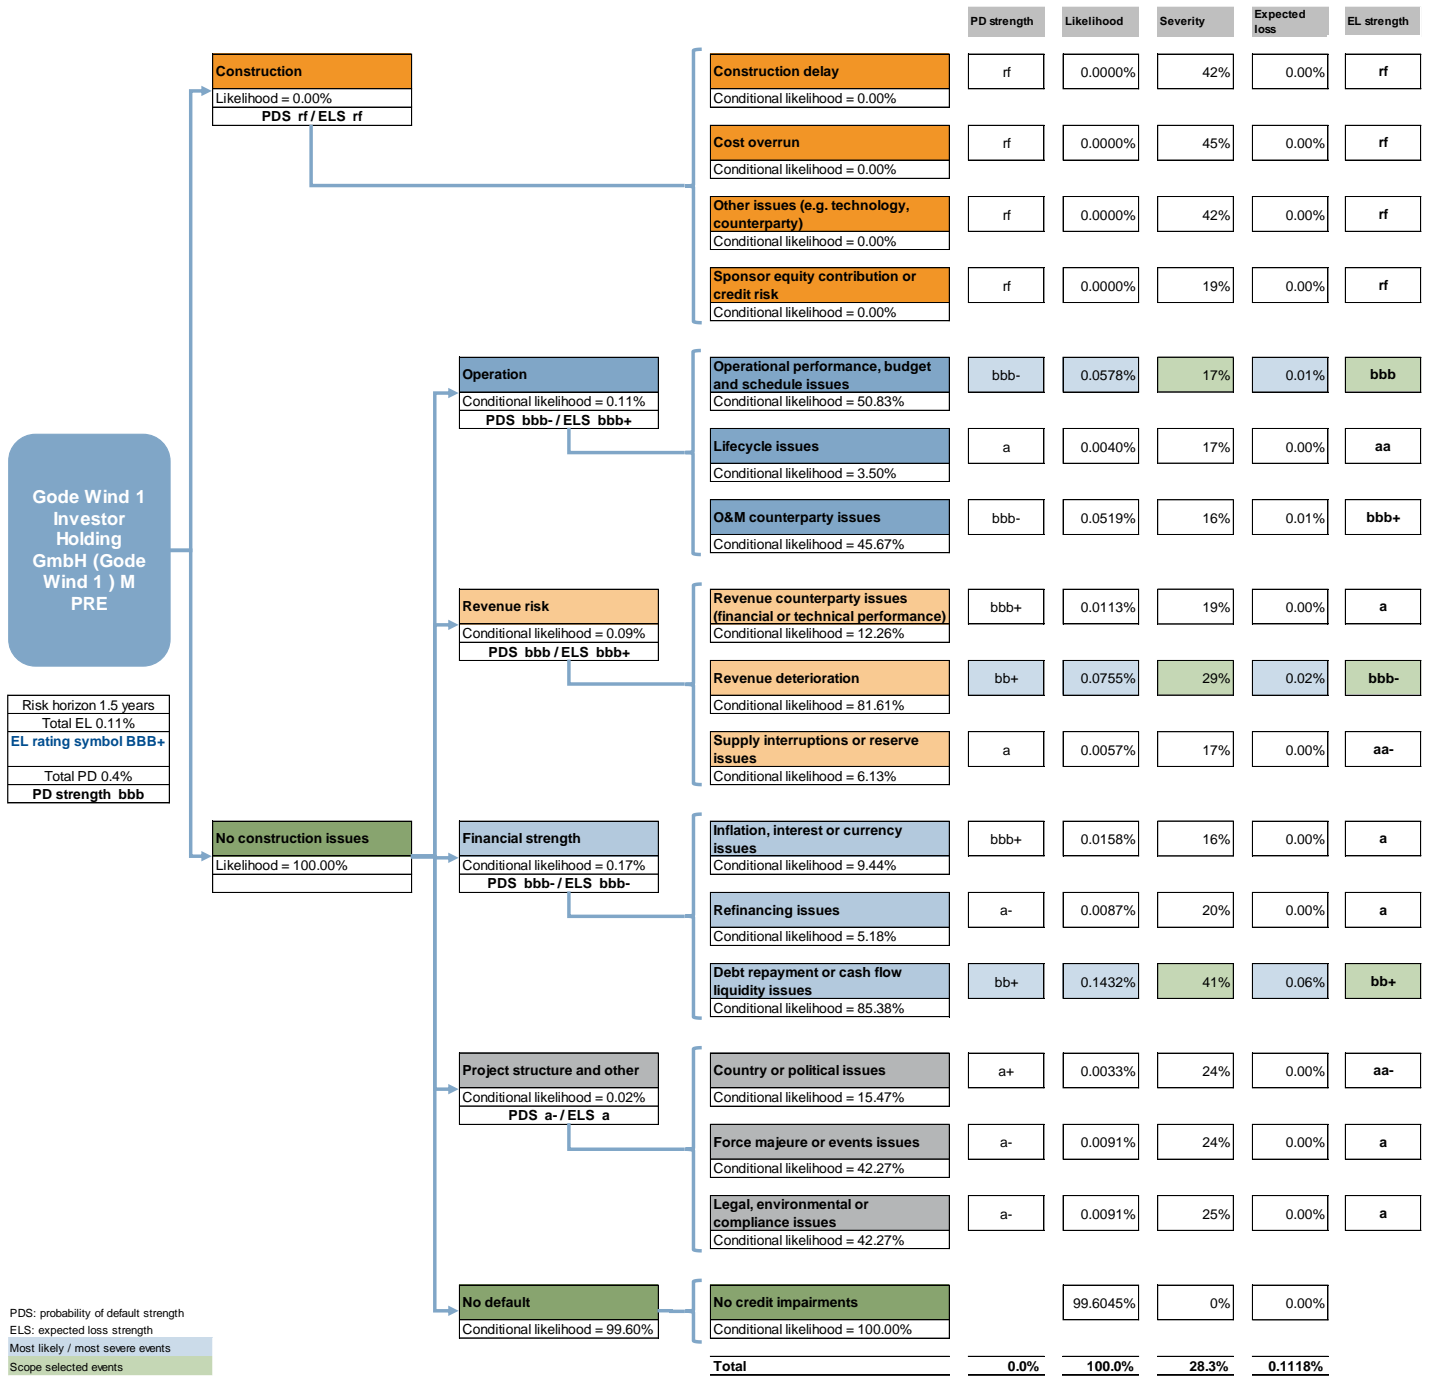 PD strength
Likelihood
Severity
Expected
loss
EL strength
Construction
Likelihood = 0.00%
PDS rf / ELS rf
Construction delay
Conditional likelihood = 0.00%
rf
0.0000%
42%
0.00%
rf
Cost overrun
Conditional likelihood = 0.00%
rf
0.0000%
45%
0.00%
rf
Other issues (e.g. technology,
counterparty)
Conditional likelihood = 0.00%
rf
0.0000%
42%
0.00%
rf
Sponsor equity contribution or
credit risk
Conditional likelihood = 0.00%
rf
0.0000%
19%
0.00%
rf
Operation
Conditional likelihood = 0.11%
PDS bbb- / ELS bbb+
Operational performance, budget
and schedule issues
Conditional likelihood = 50.83%
bbb-
0.0578%
17%
0.01%
bbb
Lifecycle issues
Conditional likelihood = 3.50%
a
0.0040%
17%
0.00%
aa
O&M counterparty issues
Conditional likelihood = 45.67%
bbb-
0.0519%
16%
0.01%
bbb+
Gode Wind 1
Investor
Holding
GmbH (Gode
Wind 1 ) M
PRE
Risk horizon 1.5 years
Total EL 0.11%
EL rating symbol BBB+
Total PD 0.4%
PD strength bbb
Revenue risk
Conditional likelihood = 0.09%
PDS bbb / ELS bbb+
Revenue counterparty issues
(financial or technical performance)
Conditional likelihood = 12.26%
bbb+
0.0113%
19%
0.00%
a
Revenue deterioration
Conditional likelihood = 81.61%
bb+
0.0755%
29%
0.02%
bbb-
Supply interruptions or reserve
issues
Conditional likelihood = 6.13%
a
0.0057%
17%
0.00%
aa-
No construction issues
Likelihood = 100.00%
Financial strength
Conditional likelihood = 0.17%
PDS bbb- / ELS bbb-
Inflation, interest or currency
issues
Conditional likelihood = 9.44%
bbb+
0.0158%
16%
0.00%
a
Refinancing issues
Conditional likelihood = 5.18%
a-
0.0087%
20%
0.00%
a
Debt repayment or cash flow
liquidity issues
Conditional likelihood = 85.38%
bb+
0.1432%
41%
0.06%
bb+
Project structure and other
Conditional likelihood = 0.02%
PDS a- / ELS a
Country or political issues
Conditional likelihood = 15.47%
a+
0.0033%
24%
0.00%
aa-
Force majeure or events issues
Conditional likelihood = 42.27%
a-
0.0091%
24%
0.00%
a
Legal, environmental or
compliance issues
Conditional likelihood = 42.27%
a-
0.0091%
25%
0.00%
a
No default
Conditional likelihood = 99.60%
No credit impairments
Conditional likelihood = 100.00%
99.6045%
0%
0.00%
PDS: probability of default strength
ELS: expected loss strength
Most likely / most severe events
Scope selected events
Total
0.0%
100.0%
28.3%
0.1118%